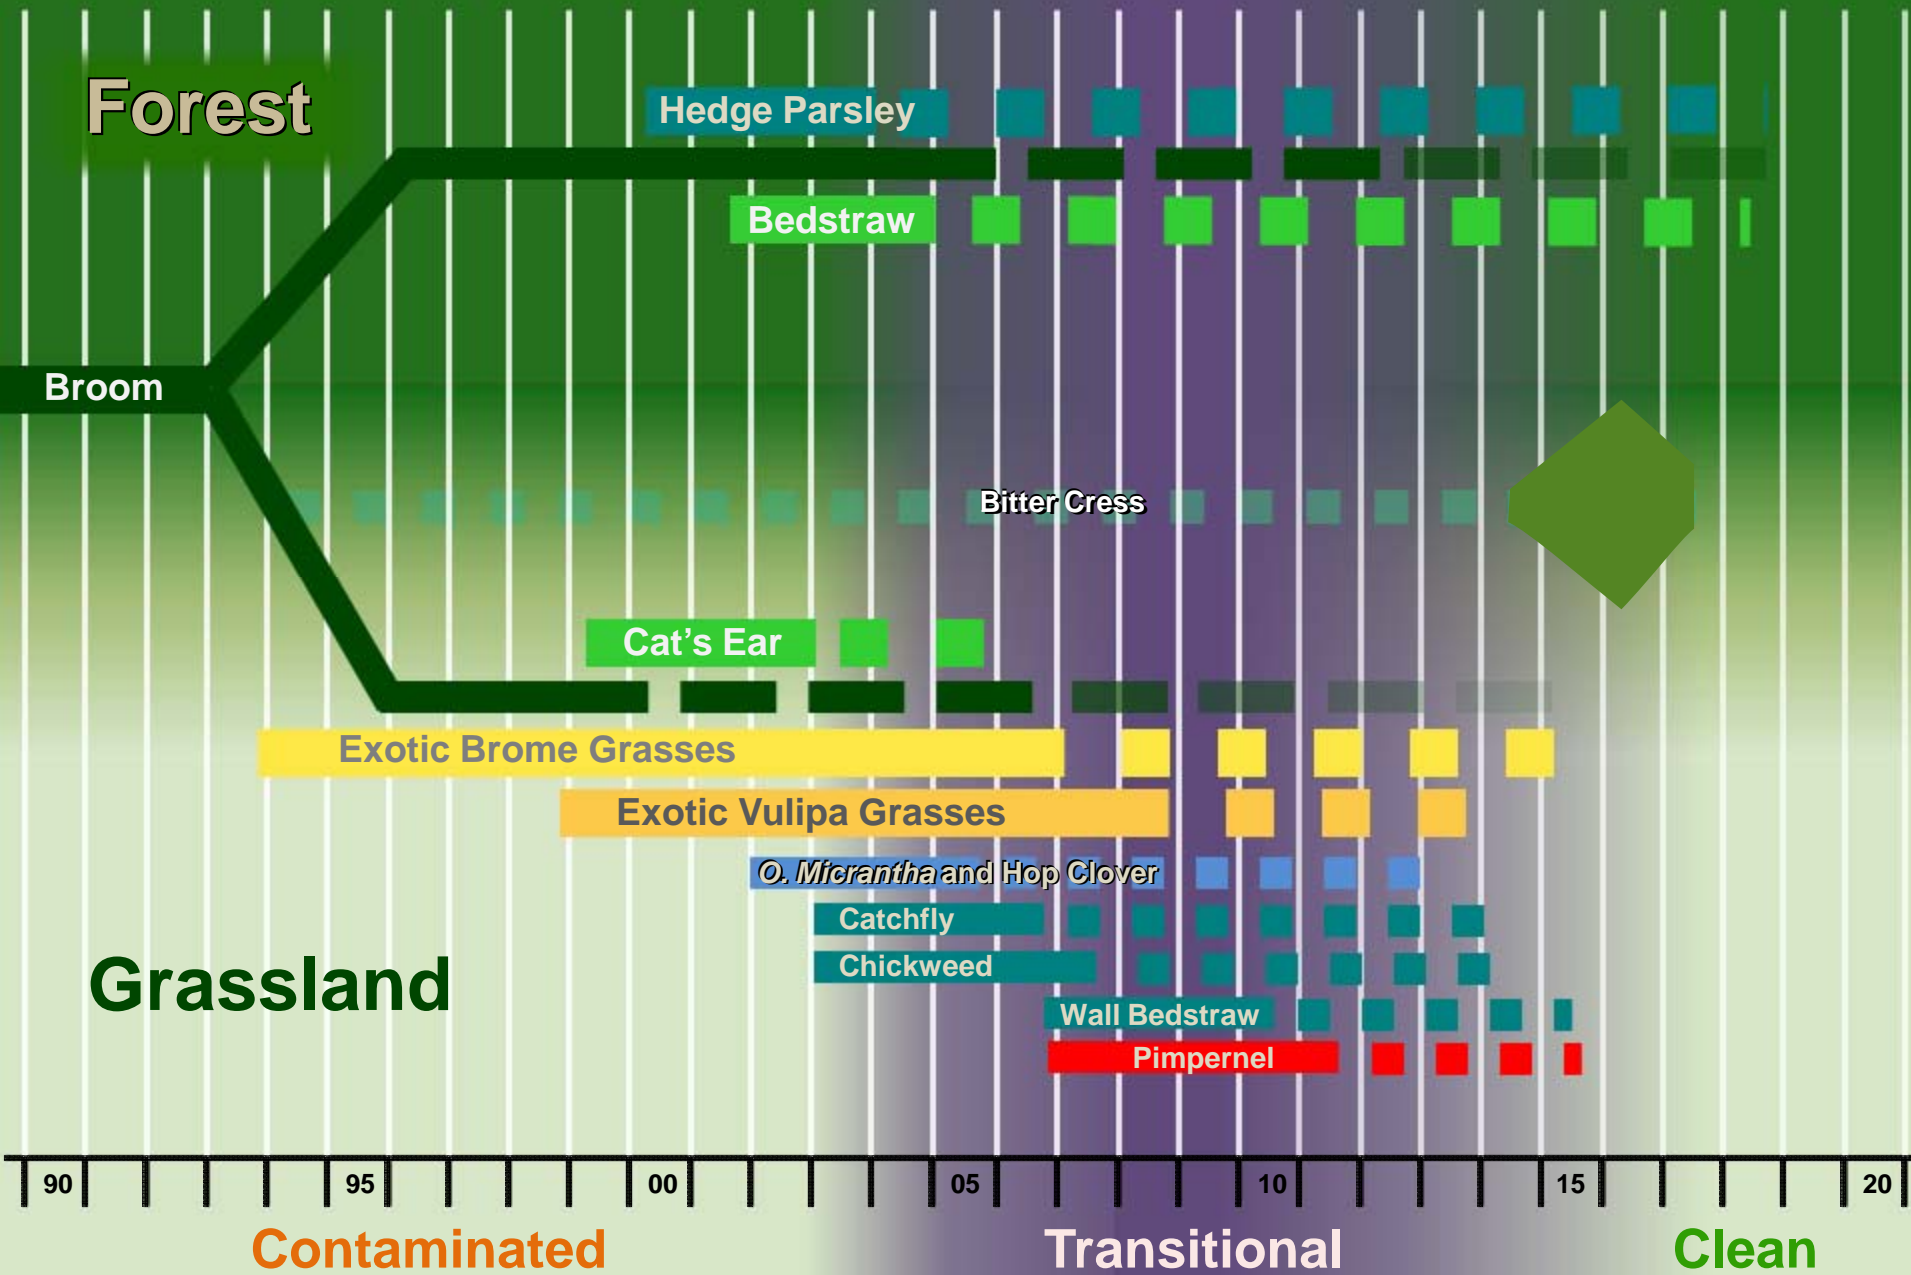 Forest
Hedge Parsley
Bedstraw
Broom
Bitter Cress
Cat’s Ear
Exotic Brome Grasses
Exotic Vulipa Grasses
O. Micrantha and Hop Clover
Catchfly
Chickweed
Grassland
Wall Bedstraw
Pimpernel
90 95 00 05 10 15 20
Contaminated Transitional Clean